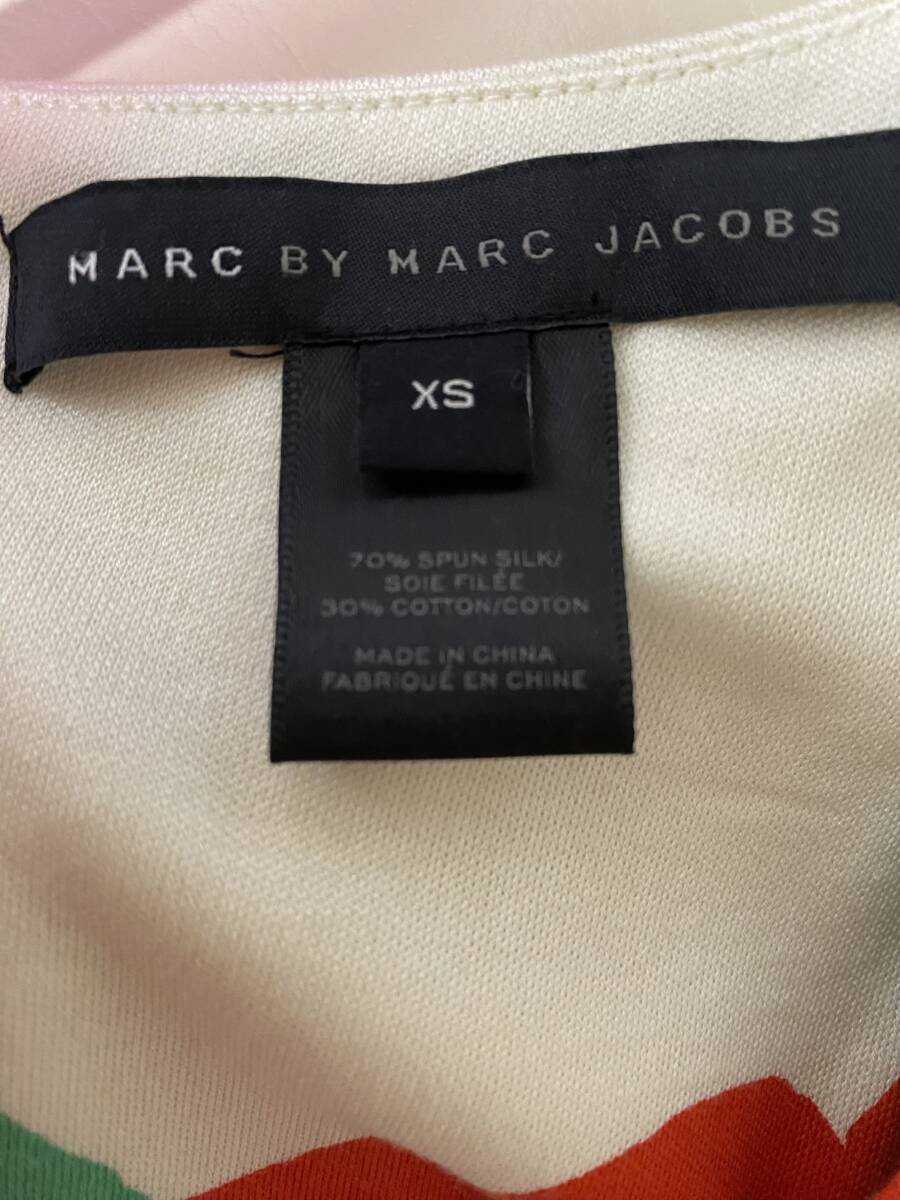 MARC BY MARC JACOBS
XS
70% SPUN SILK/
SOIE FILÉE
30% COTTON/COTON
MADE IN CHINA
FABRIQUÉ EN CHINE